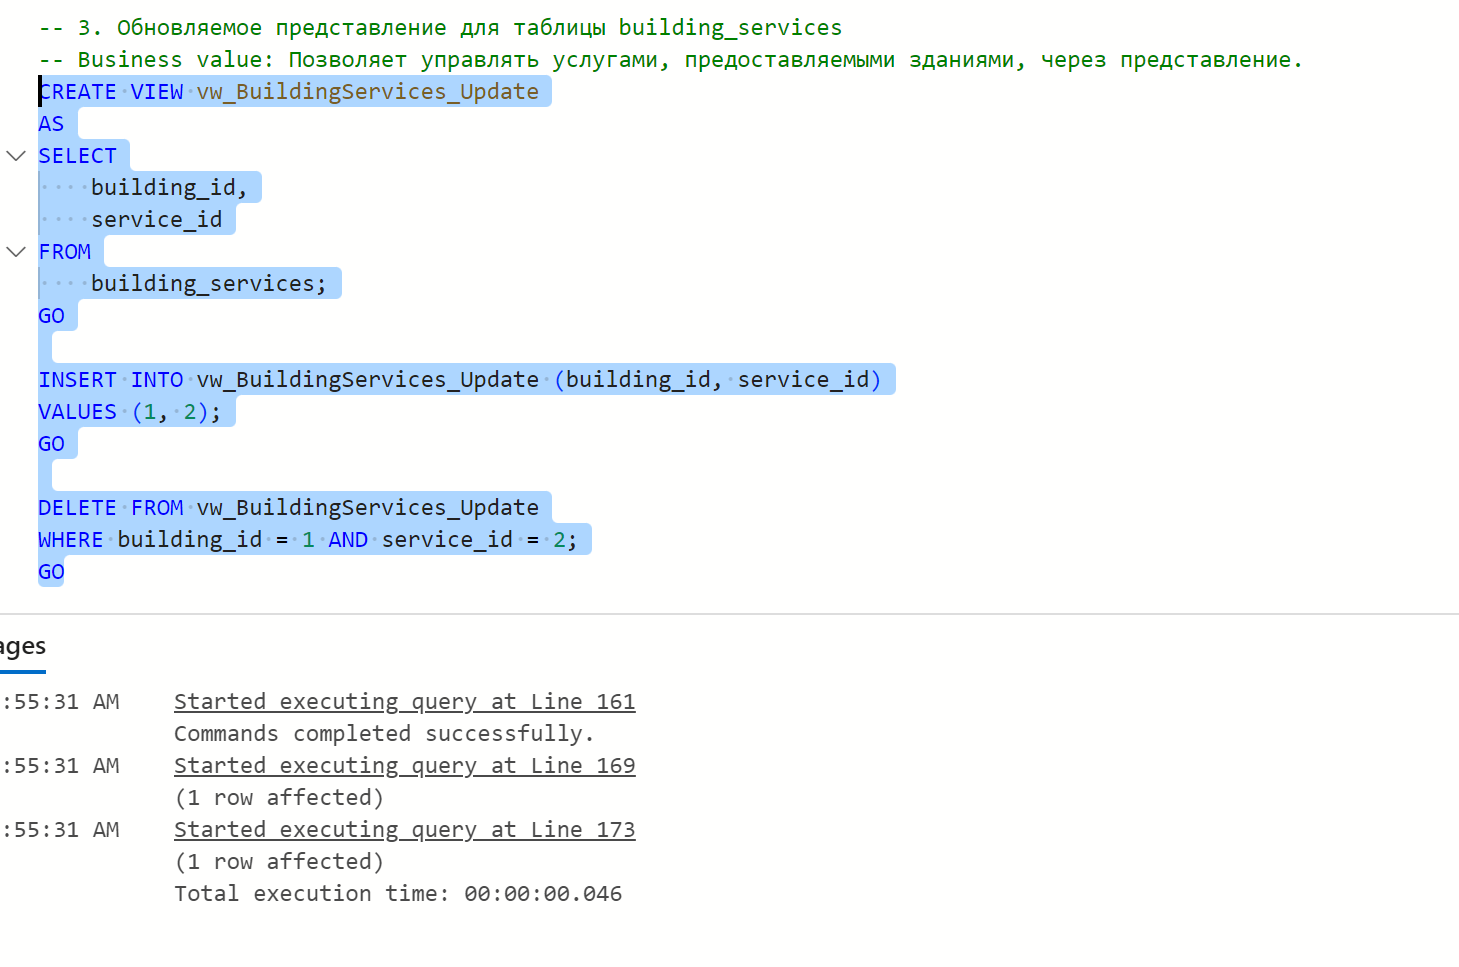 -- 3. Обновляемое представление для таблицы building_services
-- Business value: Позволяет управлять услугами, предоставляемыми зданиями, через представление.
CREATE VIEW vw_BuildingServices_Update
AS
SELECT
    building_id,
    service_id
FROM
    building_services;
GO
INSERT INTO vw_BuildingServices_Update (building_id, service_id)
VALUES (1, 2);
GO
DELETE FROM vw_BuildingServices_Update
WHERE building_id = 1 AND service_id = 2;
GO
ages
:55:31 AM Started executing query at Line 161
Commands completed successfully.
:55:31 AM Started executing query at Line 169
(1 row affected)
:55:31 AM Started executing query at Line 173
(1 row affected)
Total execution time: 00:00:00.046